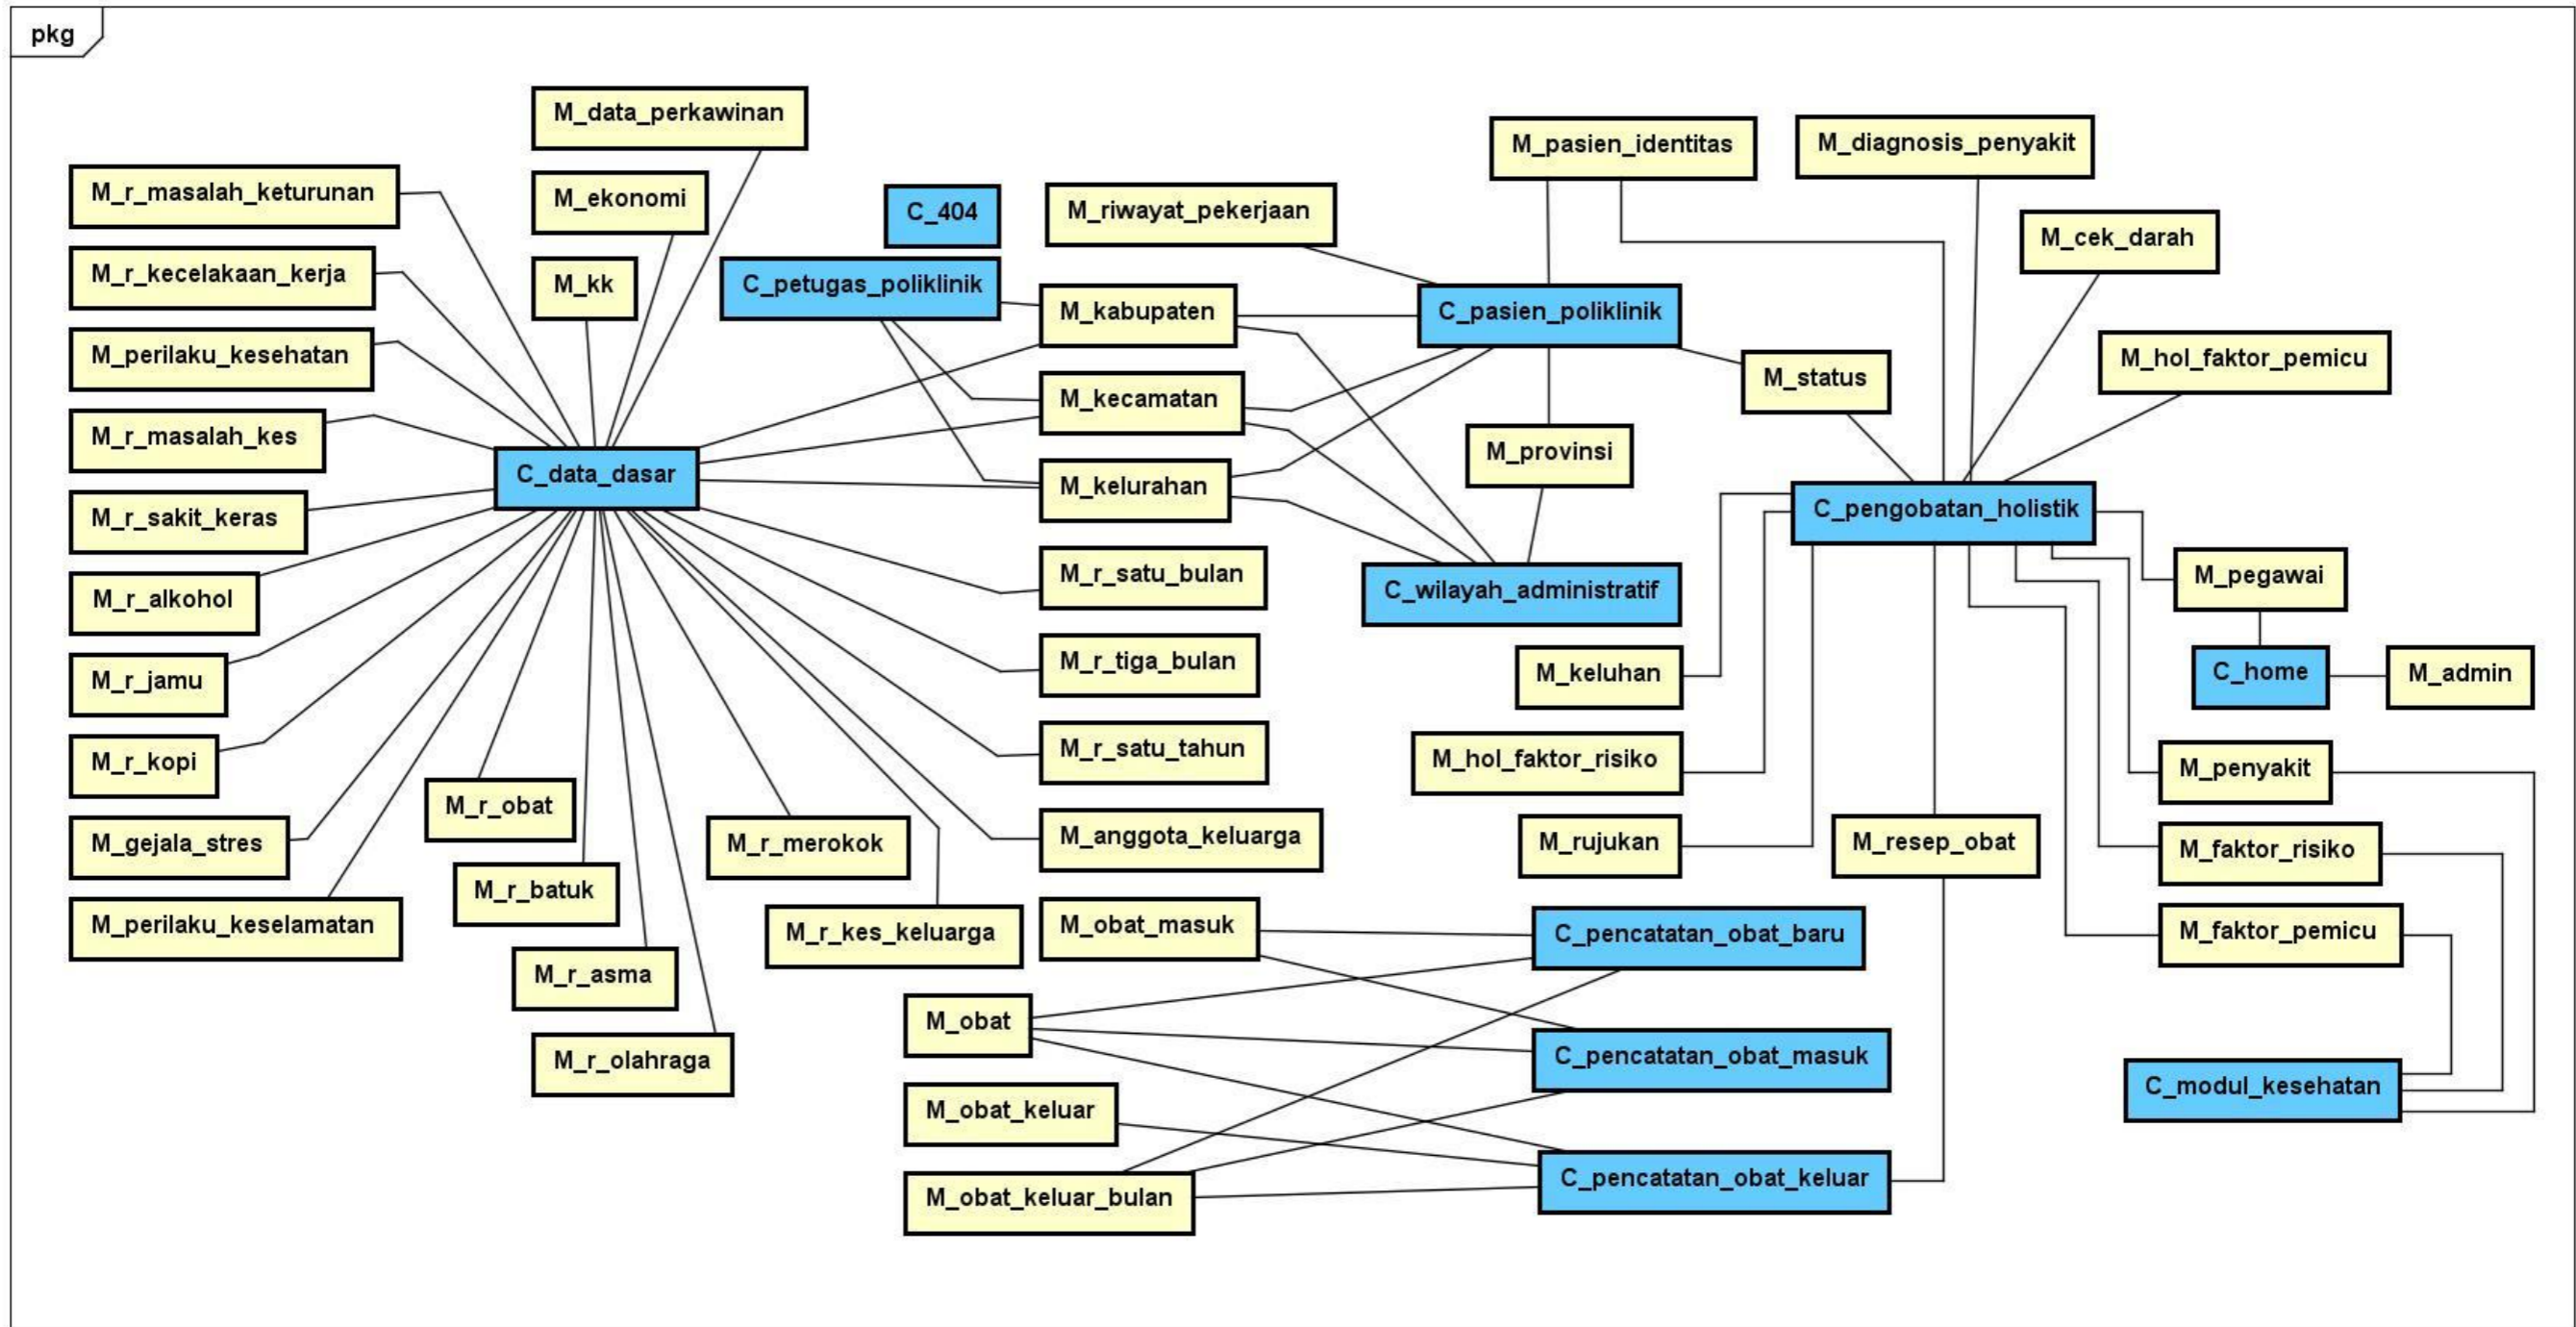 pkg
M_data_perkawinan
M_pasien_identitas
M_diagnosis_penyakit
M_r_masalah_keturunan
M_ekonomi
C_404
M_riwayat_pekerjaan
M_cek_darah
M_r_kecelakaan_kerja
M_kk
C_petugas_poliklinik
M_kabupaten
C_pasien_poliklinik
M_perilaku_kesehatan
M_kecamatan
M_status
M_hol_faktor_pemicu
M_r_masalah_kes
C_data_dasar
M_kelurahan
M_provinsi
C_pengobatan_holistik
M_r_sakit_keras
M_r_satu_bulan
C_wilayah_administratif
M_pegawai
M_r_alkohol
M_r_tiga_bulan
M_keluhan
C_home
M_admin
M_r_jamu
M_r_satu_tahun
M_hol_faktor_risiko
M_penyakit
M_r_kopi
M_r_obat
M_r_merokok
M_anggota_keluarga
M_rujukan
M_resep_obat
M_faktor_risiko
M_gejala_stres
M_r_batuk
M_r_kes_keluarga
M_obat_masuk
C_pencatatan_obat_baru
M_faktor_pemicu
M_perilaku_keselamatan
M_r_asma
M_obat
C_pencatatan_obat_masuk
M_r_olahraga
M_obat_keluar
C_modul_kesehatan
M_obat_keluar_bulan
C_pencatatan_obat_keluar